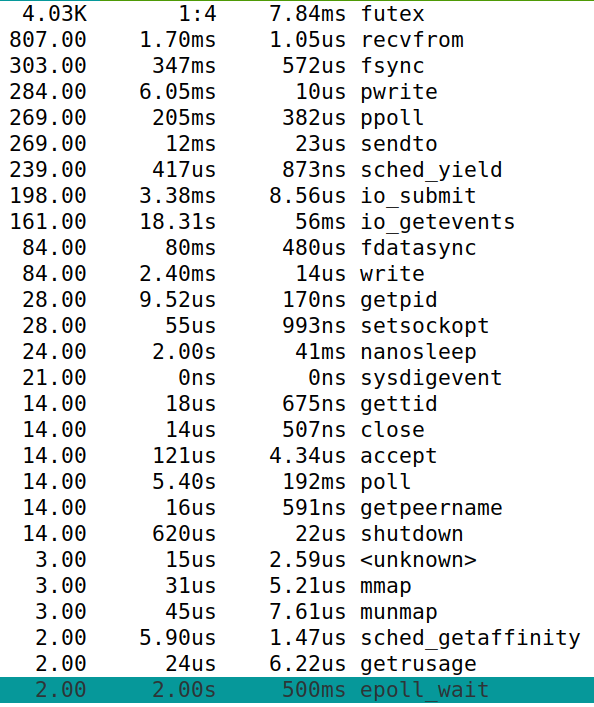 4.03K 1:4 7.84ms futex
807.00 1.70ms 1.05us recvfrom
303.00 347ms 572us fsync
284.00 6.05ms 10us pwrite
269.00 205ms 382us ppoll
269.00 12ms 23us sendto
239.00 417us 873ns sched_yield
198.00 3.38ms 8.56us io_submit
161.00 18.31s 56ms io_getevents
84.00 80ms 480us fdatasync
84.00 2.40ms 14us write
28.00 9.52us 170ns getpid
28.00 55us 993ns setsockopt
24.00 2.00s 41ms nanosleep
21.00 0ns 0ns sysdigevent
14.00 18us 675ns gettid
14.00 14us 507ns close
14.00 121us 4.34us accept
14.00 5.40s 192ms poll
14.00 16us 591ns getpeername
14.00 620us 22us shutdown
3.00 15us 2.59us <unknown>
3.00 31us 5.21us mmap
3.00 45us 7.61us munmap
2.00 5.90us 1.47us sched_getaffinity
2.00 24us 6.22us getrusage
2.00 2.00s 500ms epoll_wait